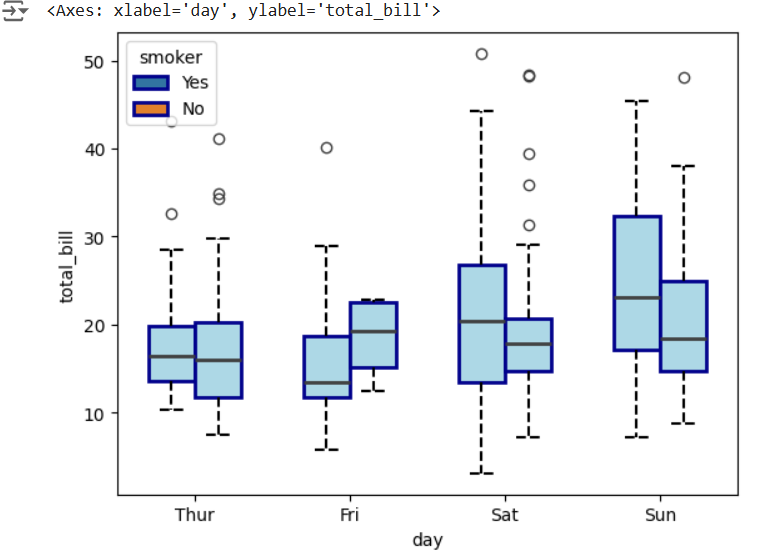 <Axes: xlabel='day', ylabel='total_bill'>
smoker
Yes
No
50
40
30
20
10
total_bill
Thur Fri Sat Sun
day